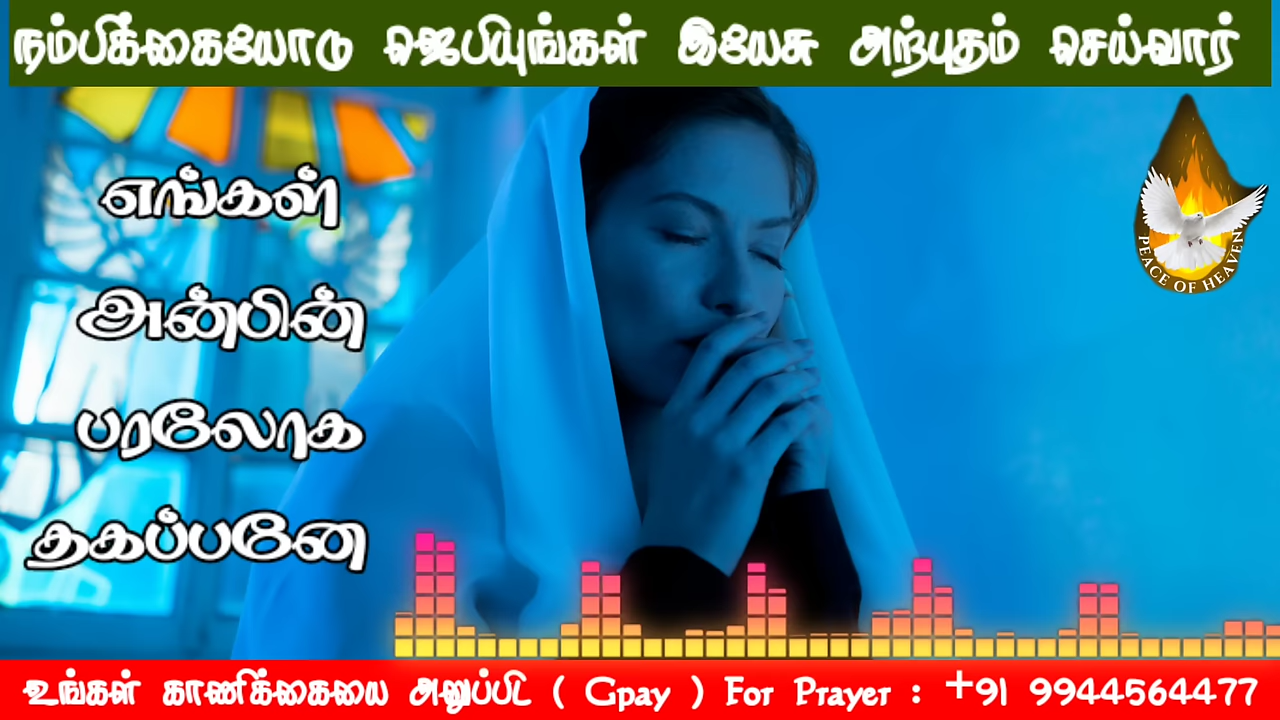 நம்பிக்கையோடு ஜெபியுங்கள் இயேசு அற்புதம் செய்வார்
எங்கள்
அன்பின்
பரலோக
தகப்பனே
PEACE OF HEAVEN
உங்கள் காணிக்கையை அனுப்பிட ( Gpay ) For Prayer : +91 9944564477